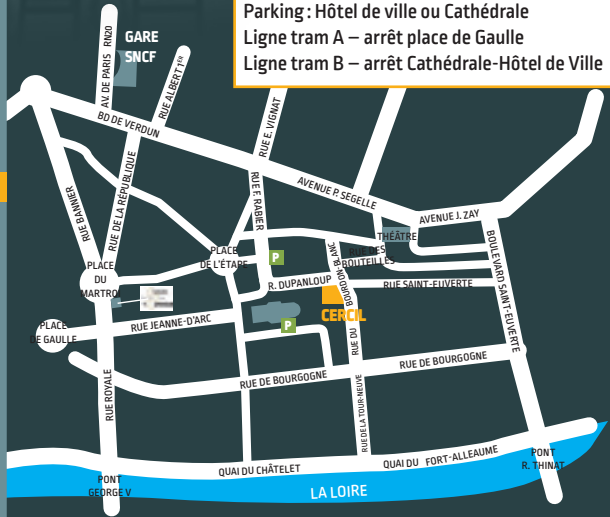 Parking : Hôtel de ville ou Cathédrale
Ligne tram A – arrêt place de Gaulle
Ligne tram B – arrêt Cathédrale-Hôtel de Ville
GARE
SNCF
AV. DE PARIS RN20
RUE ALBERT 1ER
BD DE VERDUN
RUE E. VIGNAT
RUE BANNIER
RUE DE LA RÉPUBLIQUE
RUE F. RABIER
AVENUE P. SEGELLE
AVENUE J. ZAY
THÉÂTRE
RUE DES
BOUTEILLES
PLACE
DE L'ÉTAPE
P
PLACE
DU
MARTROI
R. DUPANLOUP
RUE DU BOURDON-BLANC
RUE SAINT-EUVERTE
BOULEVARD SAINT-EUVERTE
CERCIL
P
PLACE
DE GAULLE
RUE JEANNE-D'ARC
RUE ROYALE
RUE DE BOURGOGNE
RUE DE BOURGOGNE
RUE DE LA TOUR-NEUVE
QUAI DU CHÂTELET
QUAI DU FORT-ALLEAUME
PONT
R. THINAT
PONT
GEORGE V
LA LOIRE